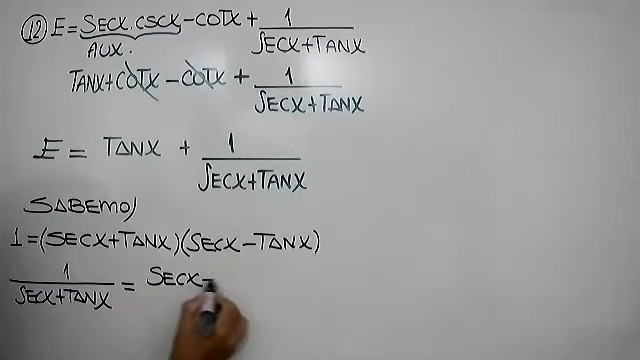 12 E = SECX.CSCX - COTX + 1/(SECX+TANX)
AUX.
TANX + COTX - COTX + 1/(SECX+TANX)
E = TANX + 1/(SECX+TANX)
SABEMOS
1 = (SECX+TANX)(SECX-TANX)
1/(SECX+TANX) = SECX-